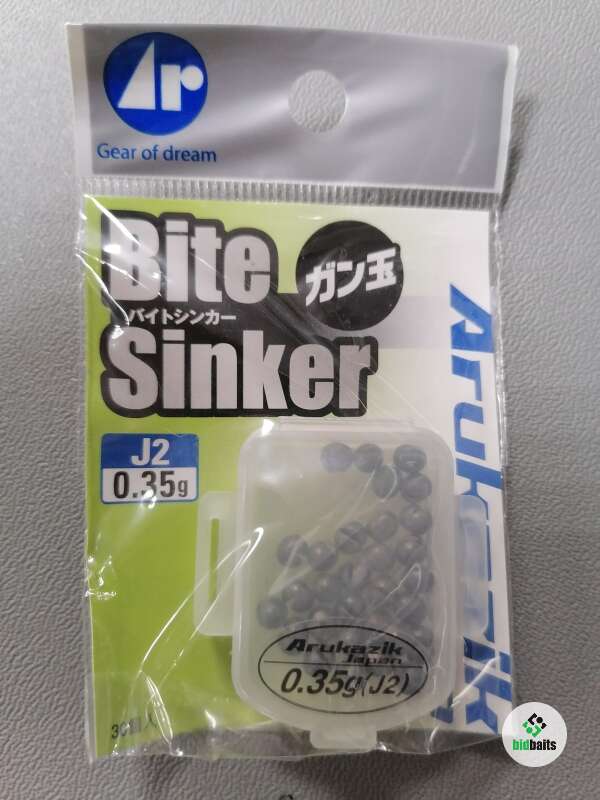 Ar
Gear of dream
Bite
ガン玉
バイトシンカー
Sinker
J2
0.35g
Arukazik
Arukazik
Japan
0.35g(J2)
bidbaits